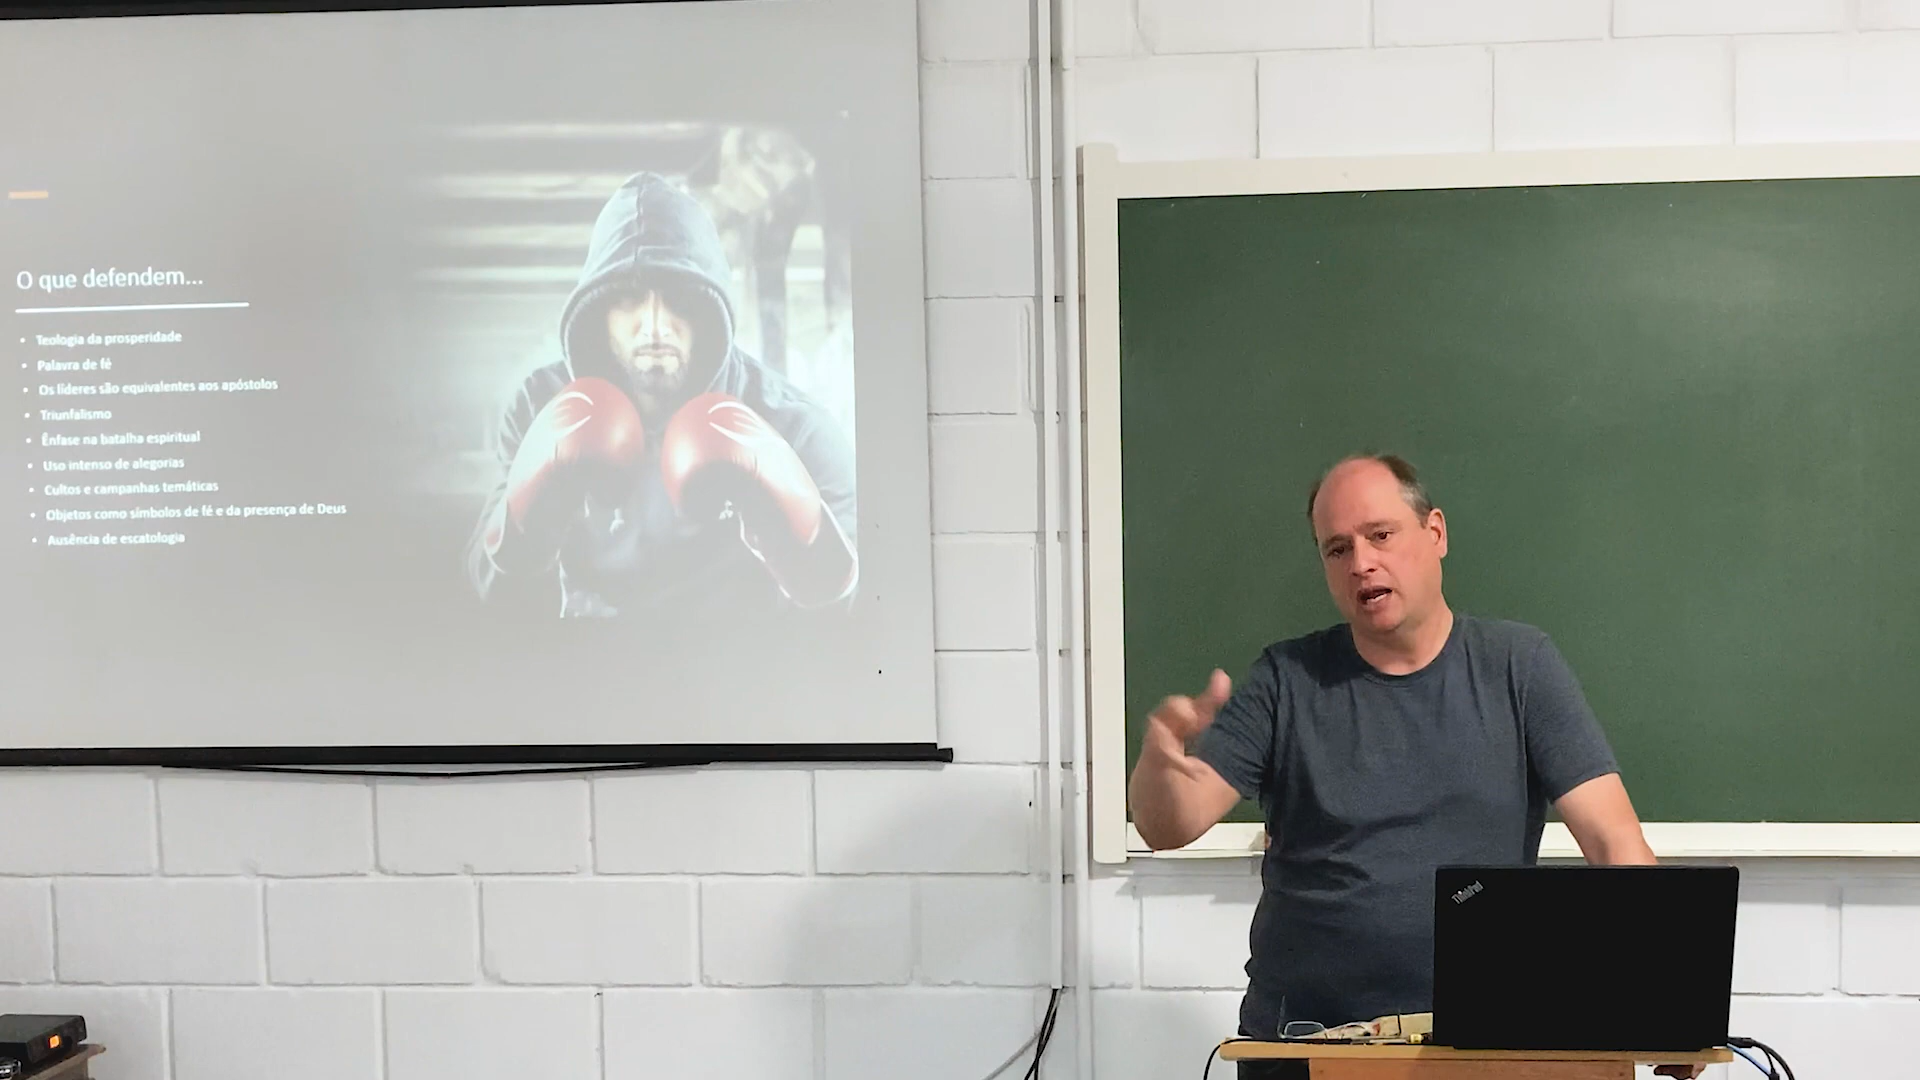 O que defendem...
• Teologia da prosperidade
• Palavra de fé
• Os líderes são equivalentes aos apóstolos
• Triunfalismo
• Ênfase na batalha espiritual
• Uso intenso de alegorias
• Cultos e campanhas temáticas
• Objetos como símbolos de fé e da presença de Deus
• Ausência de escatologia
ThinkPad